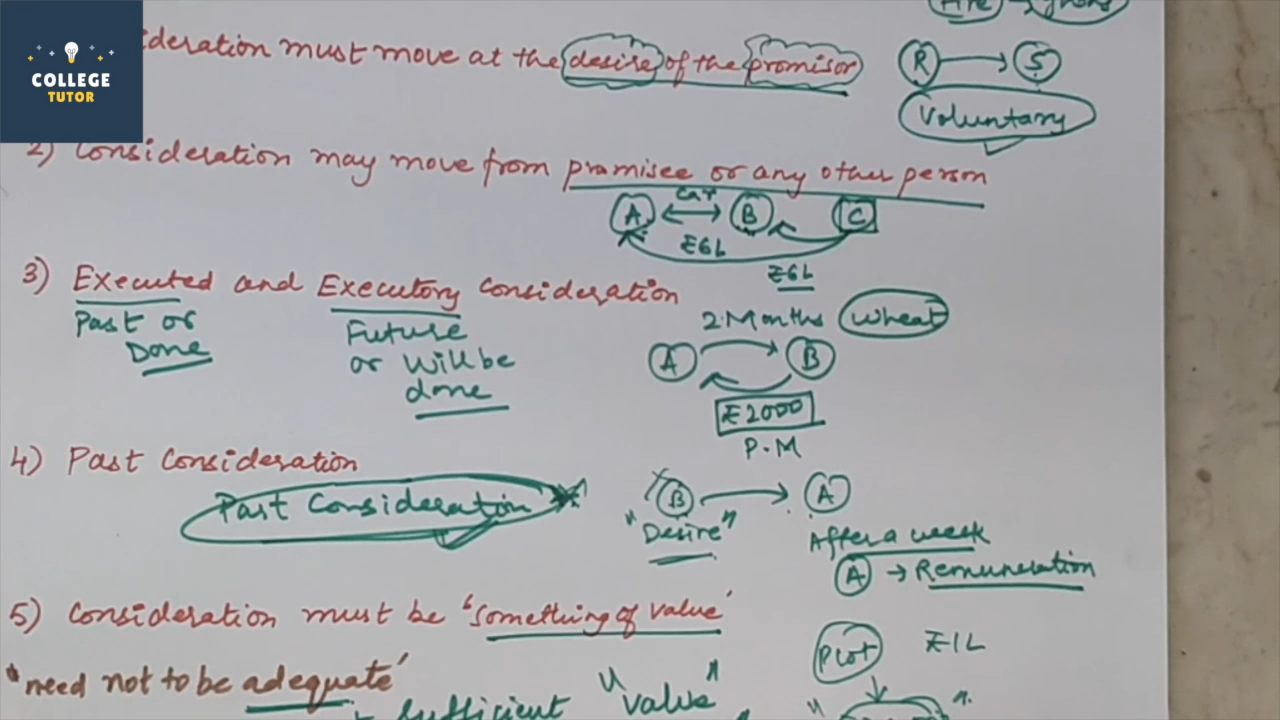 COLLEGE
TUTOR
Fire → goods
ideration must move at the desire of the promisor
R → S
Voluntary
2) Consideration may move from promisee or any other person
A Car B C
₹6L
₹6L
3) Executed and Executory consideration
Past or
Done
Future
or will be
done
2 Months Wheat
A B
₹2000
P.M
4) Past Consideration
Past Consideration
B → A
"Desire"
After a week
A → Remuneration
5) Consideration must be 'something of value'
'need not to be adequate'
Sufficient "Value"
Plot ₹1L